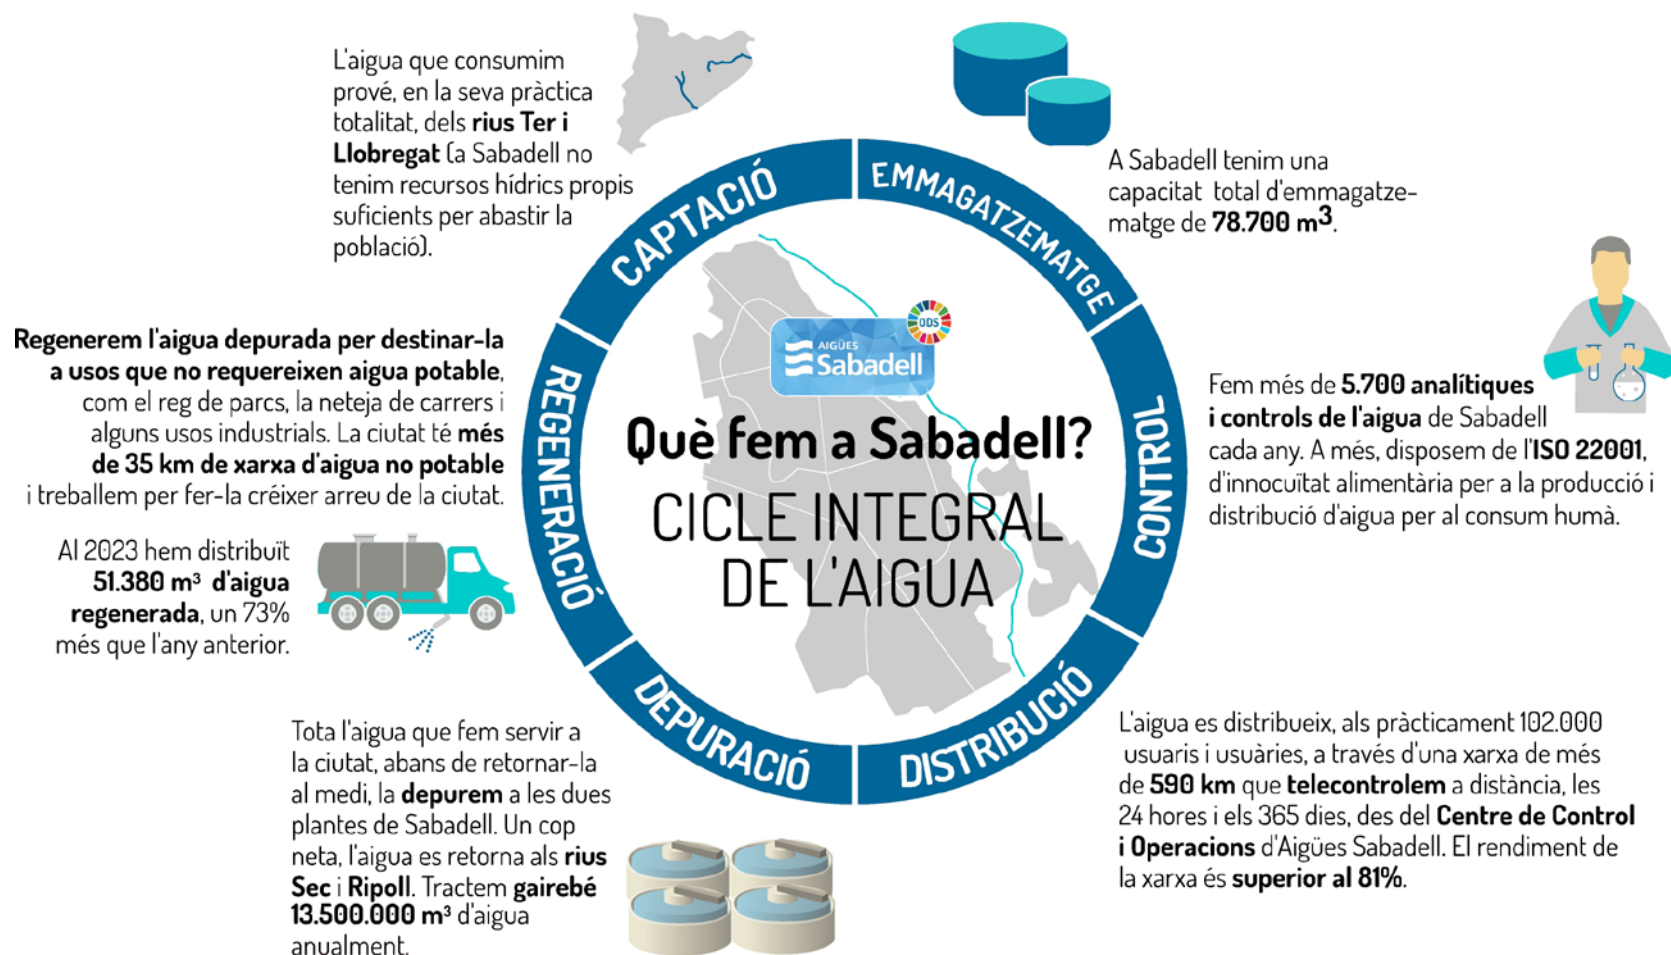 L'aigua que consumim
prové, en la seva pràctica
totalitat, dels rius Ter i
Llobregat (a Sabadell no
tenim recursos hídrics propis
suficients per abastir la
població).
CAPTACIÓ
EMMAGATZEMATGE
A Sabadell tenim una
capacitat total d'emmagatze-
matge de 78.700 m³.
CONTROL
Fem més de 5.700 analítiques
i controls de l'aigua de Sabadell
cada any. A més, disposem de l'ISO 22001,
d'innocuïtat alimentària per a la producció i
distribució d'aigua per al consum humà.
DISTRIBUCIÓ
L'aigua es distribueix, als pràcticament 102.000
usuaris i usuàries, a través d'una xarxa de més
de 590 km que telecontrolem a distància, les
24 hores i els 365 dies, des del Centre de Control
i Operacions d'Aigües Sabadell. El rendiment de
la xarxa és superior al 81%.
DEPURACIÓ
Tota l'aigua que fem servir a
la ciutat, abans de retornar-la
al medi, la depurem a les dues
plantes de Sabadell. Un cop
neta, l'aigua es retorna als rius
Sec i Ripoll. Tractem gairebé
13.500.000 m³ d'aigua
anualment.
REGENERACIÓ
Regenerem l'aigua depurada per destinar-la
a usos que no requereixen aigua potable,
com el reg de parcs, la neteja de carrers i
alguns usos industrials. La ciutat té més
de 35 km de xarxa d'aigua no potable
i treballem per fer-la créixer arreu de la ciutat.
Al 2023 hem distribuït
51.380 m³ d'aigua
regenerada, un 73%
més que l'any anterior.
ODS
AIGÜES
Sabadell
Què fem a Sabadell?
CICLE INTEGRAL
DE L'AIGUA